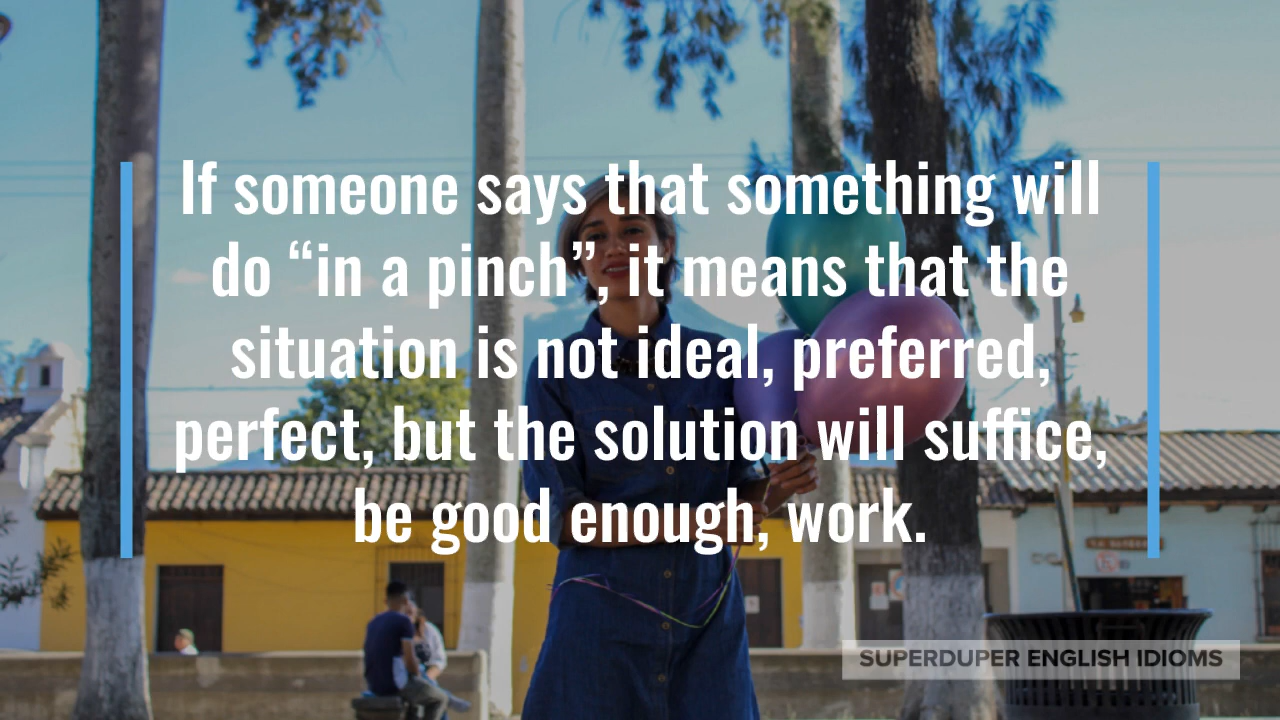 If someone says that something will
do “in a pinch”, it means that the
situation is not ideal, preferred,
perfect, but the solution will suffice,
be good enough, work.
SUPERDUPER ENGLISH IDIOMS